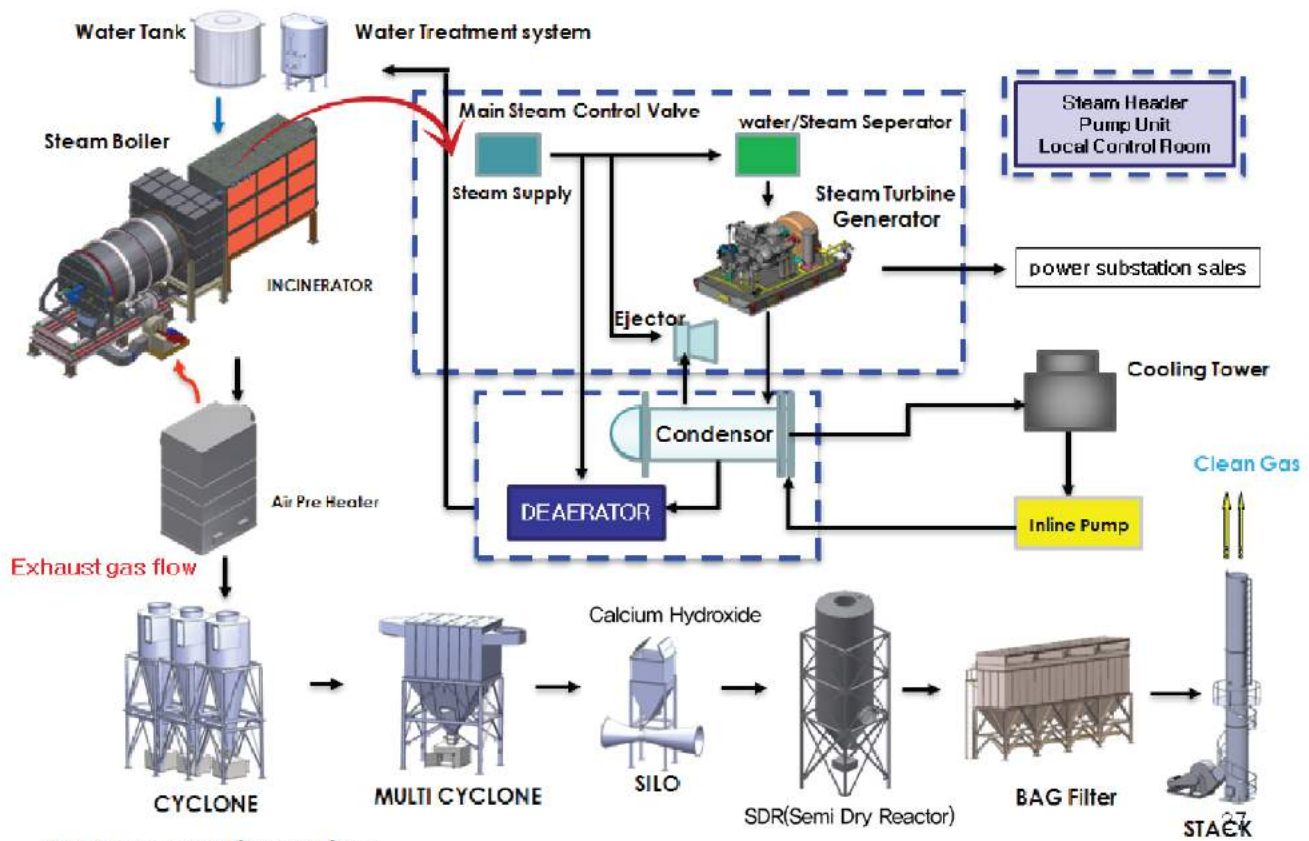 Water Tank
Water Treatment system
Steam Boiler
INCINERATOR
Main Steam Control Valve
Steam Supply
water/Steam Seperator
Steam Turbine
Generator
Steam Header
Pump Unit
Local Control Room
power substation sales
Ejector
Condensor
DEAERATOR
Cooling Tower
Inline Pump
Clean Gas
Air Pre Heater
Exhaust gas flow
CYCLONE
MULTI CYCLONE
Calcium Hydroxide
SILO
SDR(Semi Dry Reactor)
BAG Filter
STACK
27